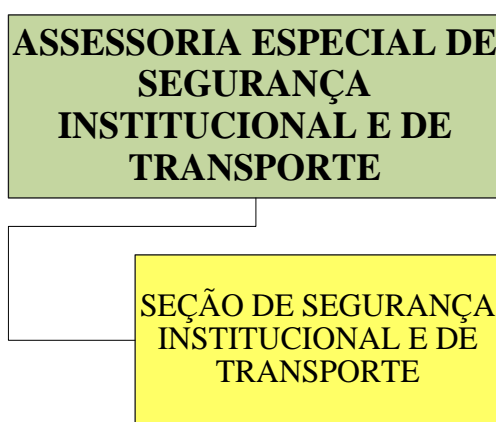 ASSESSORIA ESPECIAL DE
SEGURANÇA
INSTITUCIONAL E DE
TRANSPORTE
SEÇÃO DE SEGURANÇA
INSTITUCIONAL E DE
TRANSPORTE